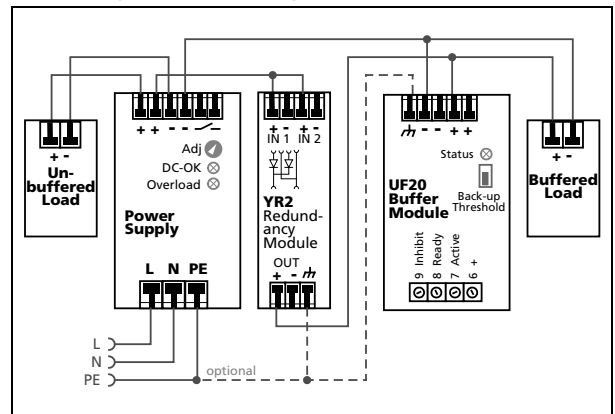 + -
Un-
buffered
Load
+ + - -
Adj
DC-OK
Overload
Power
Supply
L N PE
+ - + -
IN 1 IN 2
YR2
Redund-
ancy
Module
OUT
+ -
- - + +
Status
UF20
Buffer
Module
Back-up
Threshold
9 Inhibit
8 Ready
7 Active
6 +
+ -
Buffered
Load
L
N
PE
optional